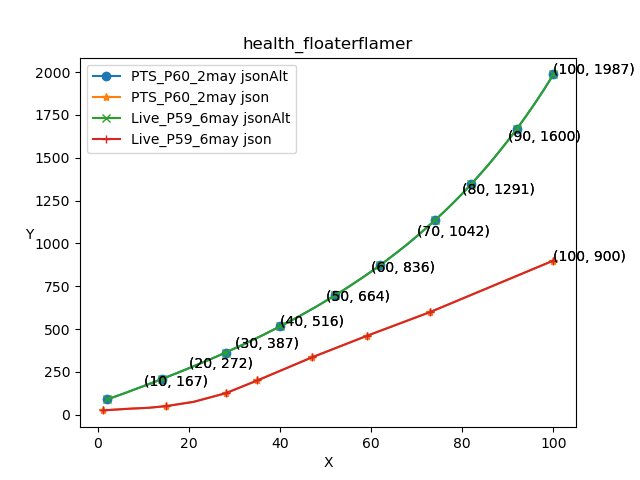 health_floaterflamer
PTS_P60_2may jsonAlt
PTS_P60_2may json
Live_P59_6may jsonAlt
Live_P59_6may json
Y
2000
1750
1500
1250
1000
750
500
250
0
(100, 1987)
(90, 1600)
(80, 1291)
(70, 1042)
(60, 836)
(50, 664)
(40, 516)
(30, 387)
(20, 272)
(10, 167)
(100, 900)
0 20 40 60 80 100
X